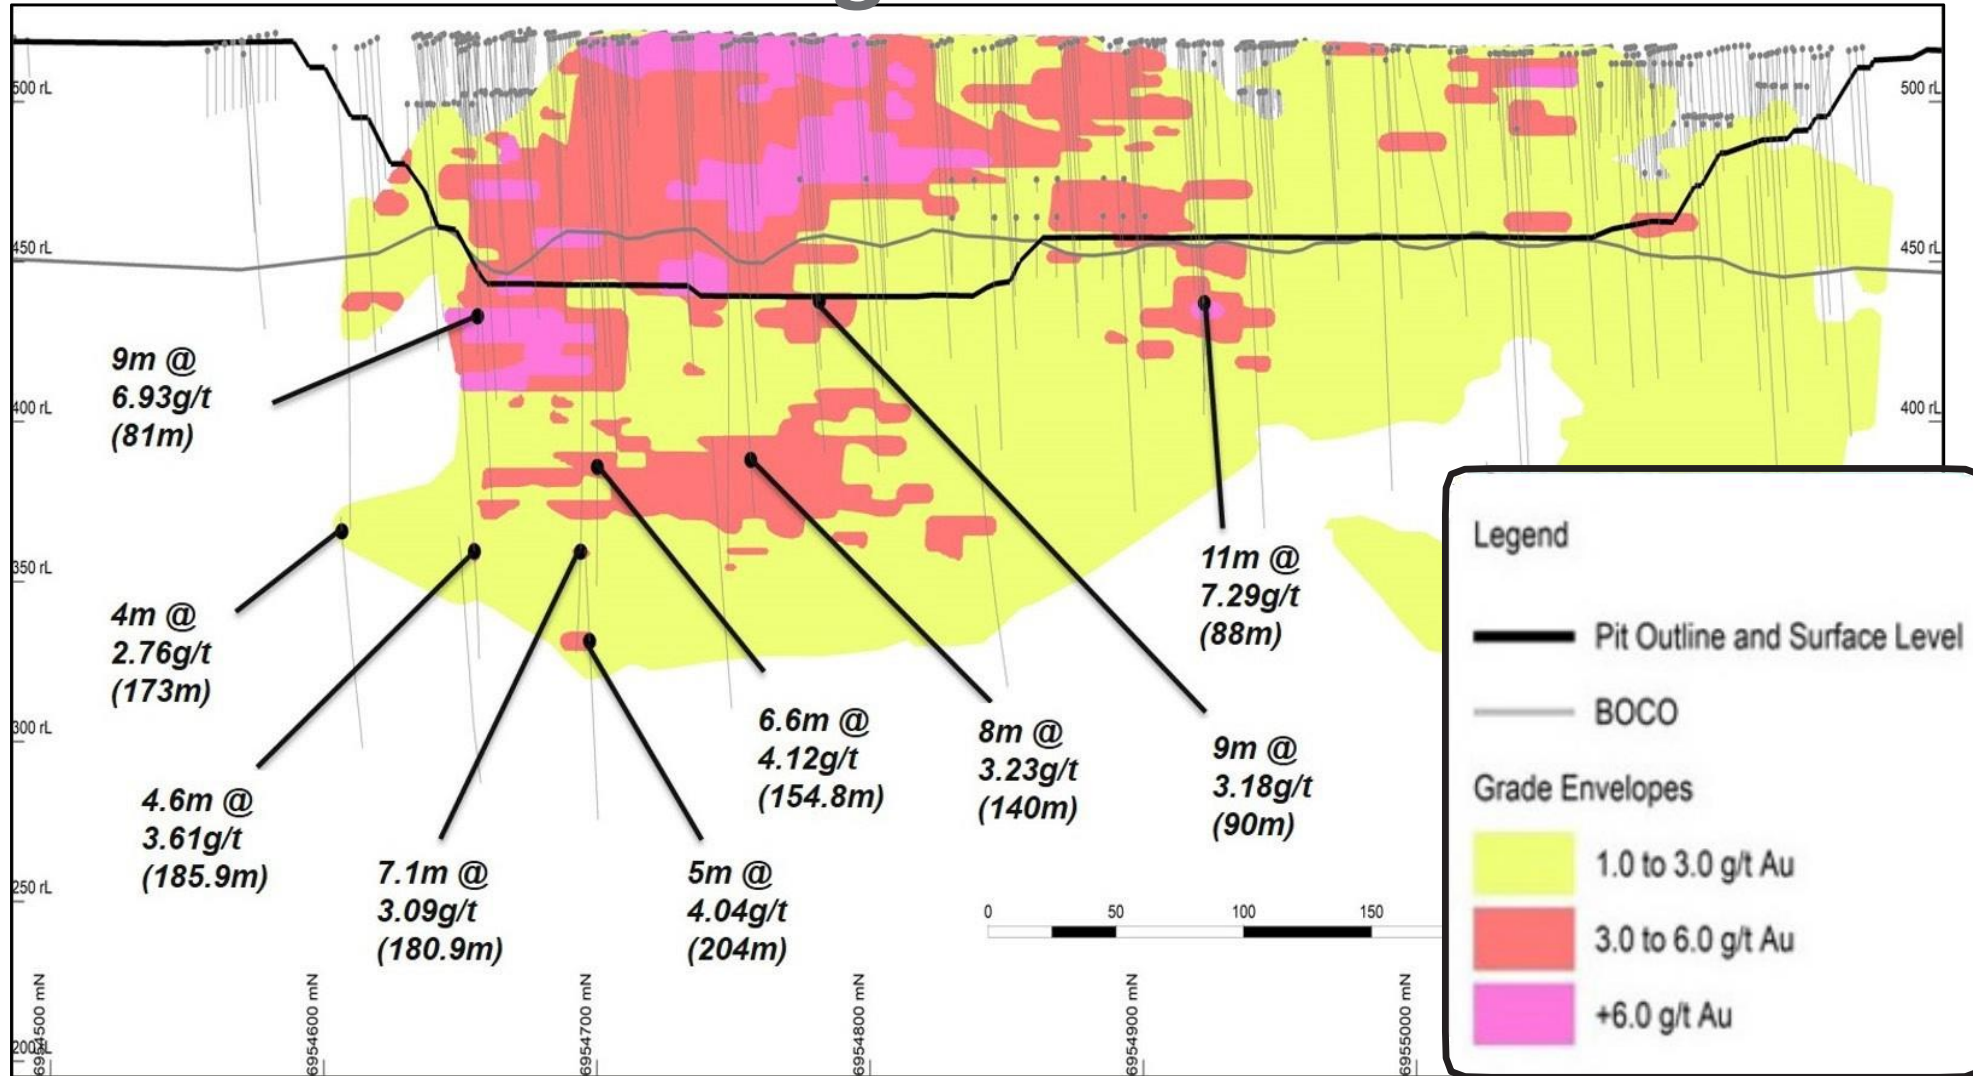 500 rL
500 rL
450 rL
450 rL
400 rL
400 rL
350 rL
300 rL
250 rL
200 rL
9m @
6.93g/t
(81m)
4m @
2.76g/t
(173m)
4.6m @
3.61g/t
(185.9m)
7.1m @
3.09g/t
(180.9m)
5m @
4.04g/t
(204m)
6.6m @
4.12g/t
(154.8m)
8m @
3.23g/t
(140m)
9m @
3.18g/t
(90m)
11m @
7.29g/t
(88m)
0 50 100 150
6954500 mN
6954600 mN
6954700 mN
6954800 mN
6954900 mN
6955000 mN
Legend
Pit Outline and Surface Level
BOCO
Grade Envelopes
1.0 to 3.0 g/t Au
3.0 to 6.0 g/t Au
+6.0 g/t Au